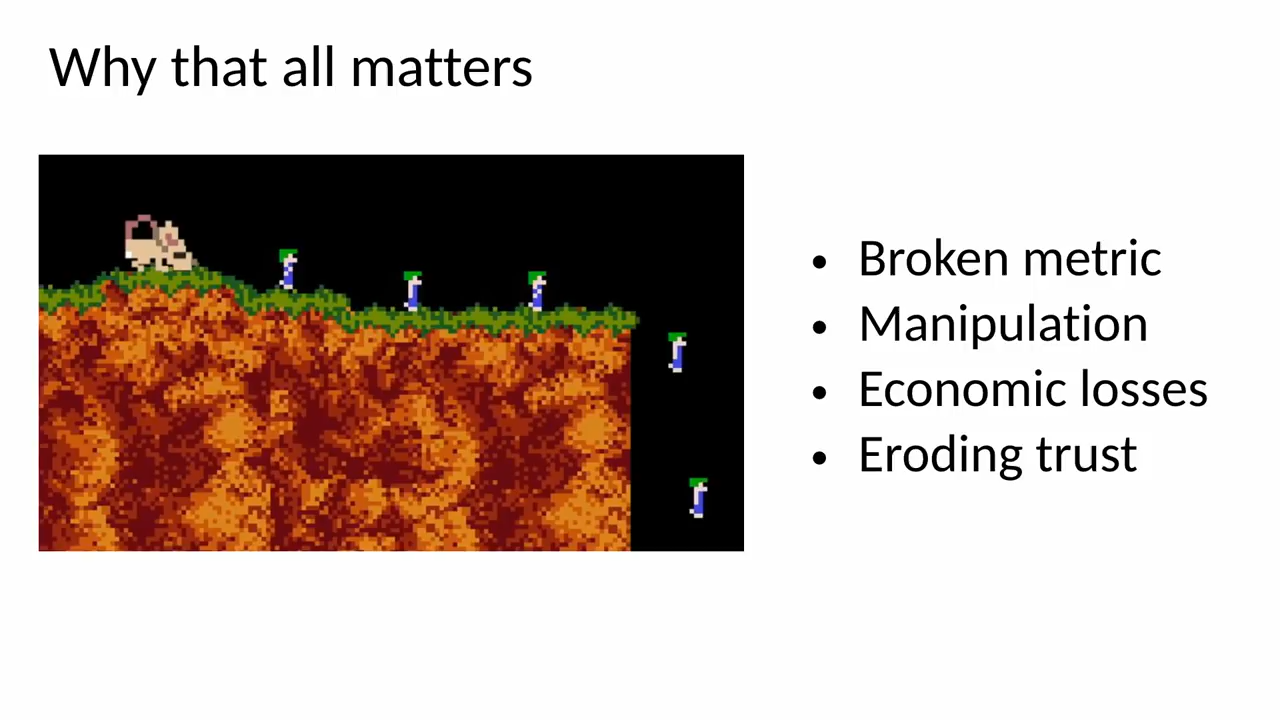 Why that all matters
• Broken metric
• Manipulation
• Economic losses
• Eroding trust